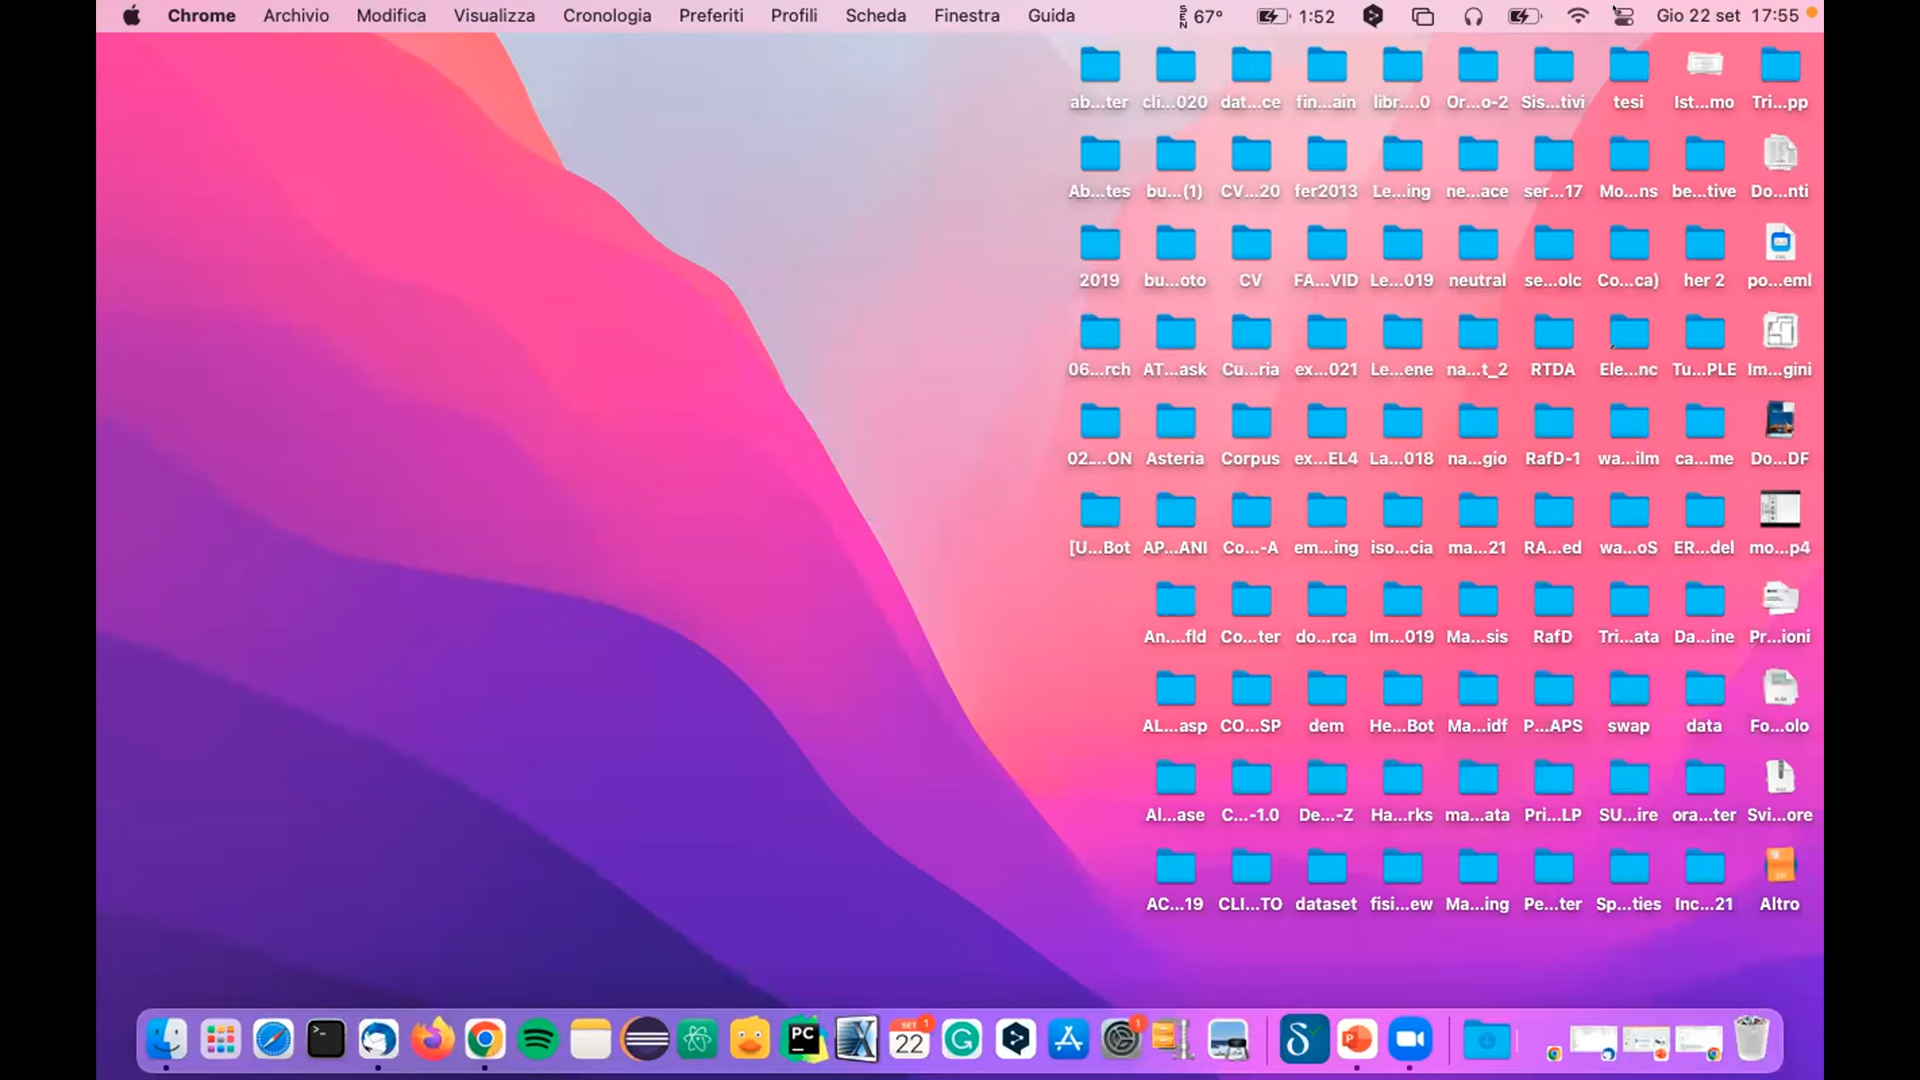 Chrome Archivio Modifica Visualizza Cronologia Preferiti Profili Scheda Finestra Guida SEN 67° 1:52 Gio 22 set 17:55
ab...ter cli...020 dat...ce fin...ain libr....0 Or...o-2 Sis...tivi tesi Ist...mo Tri...pp
Ab...tes bu...(1) CV...20 fer2013 Le...ing ne...ace ser...17 Mo...ns be...tive Do...nti
2019 bu...oto CV FA...VID Le...019 neutral se...olc Co...ca) her 2 po...eml
06...rch AT...ask Cu...ria ex...021 Le...ene na...t_2 RTDA Ele...nc Tu...PLE Im...gini
02....ON Asteria Corpus ex...EL4 La...018 na...gio RafD-1 wa...ilm ca...me Do...DF
[U...Bot AP...ANI Co...-A em...ing iso...cia ma...21 RA...ed wa...oS ER...del mo...p4
An....fld Co...ter do...rca Im...019 Ma...sis RafD Tri...ata Da...ine Pr...ioni
AL...asp CO...SP dem He...Bot Ma...idf P...APS swap data Fo...olo
Al...ase C...-1.0 De...-Z Ha...rks ma...ata Pri...LP SU...ire ora...ter Svi...ore
AC...19 CLI...TO dataset fisi...ew Ma...ing Pe...ter Sp...ties Inc...21 Altro
PC X SET 1 22 1